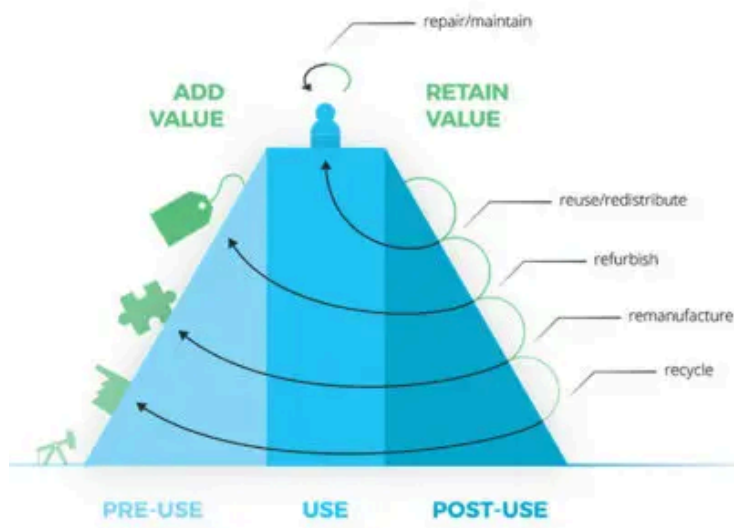 repair/maintain
ADD
VALUE
RETAIN
VALUE
reuse/redistribute
refurbish
remanufacture
recycle
PRE-USE
USE
POST-USE